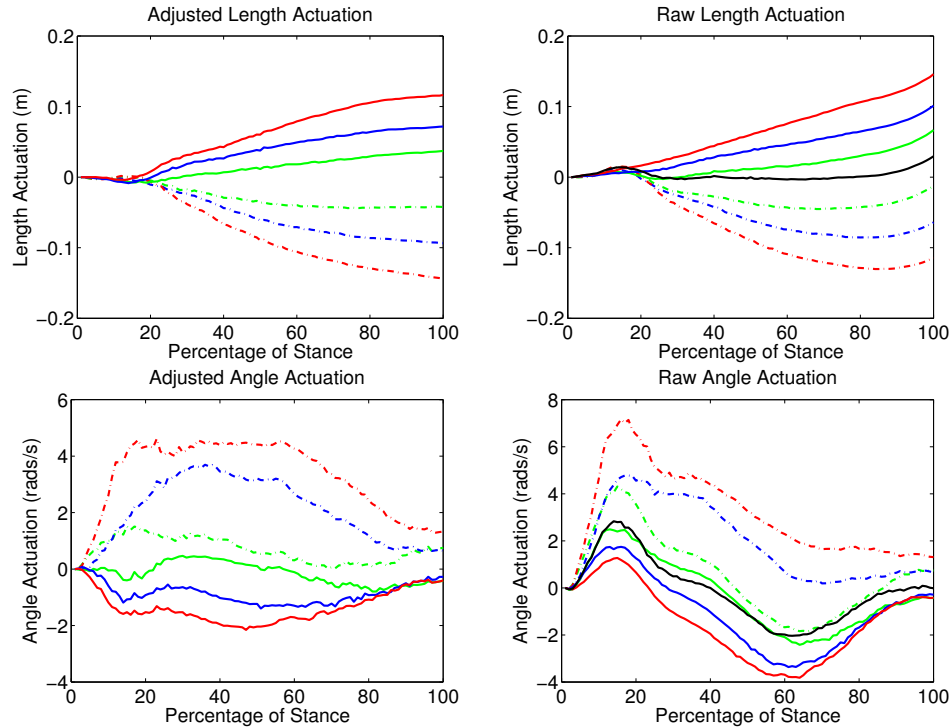 Adjusted Length Actuation
Length Actuation (m)
0.2
0.1
0
−0.1
−0.2
0 20 40 60 80 100
Percentage of Stance
Raw Length Actuation
Length Actuation (m)
0.2
0.1
0
−0.1
−0.2
0 20 40 60 80 100
Percentage of Stance
Adjusted Angle Actuation
Angle Actuation (rads/s)
6
4
2
0
−2
−4
0 20 40 60 80 100
Percentage of Stance
Raw Angle Actuation
Angle Actuation (rads/s)
8
6
4
2
0
−2
−4
0 20 40 60 80 100
Percentage of Stance